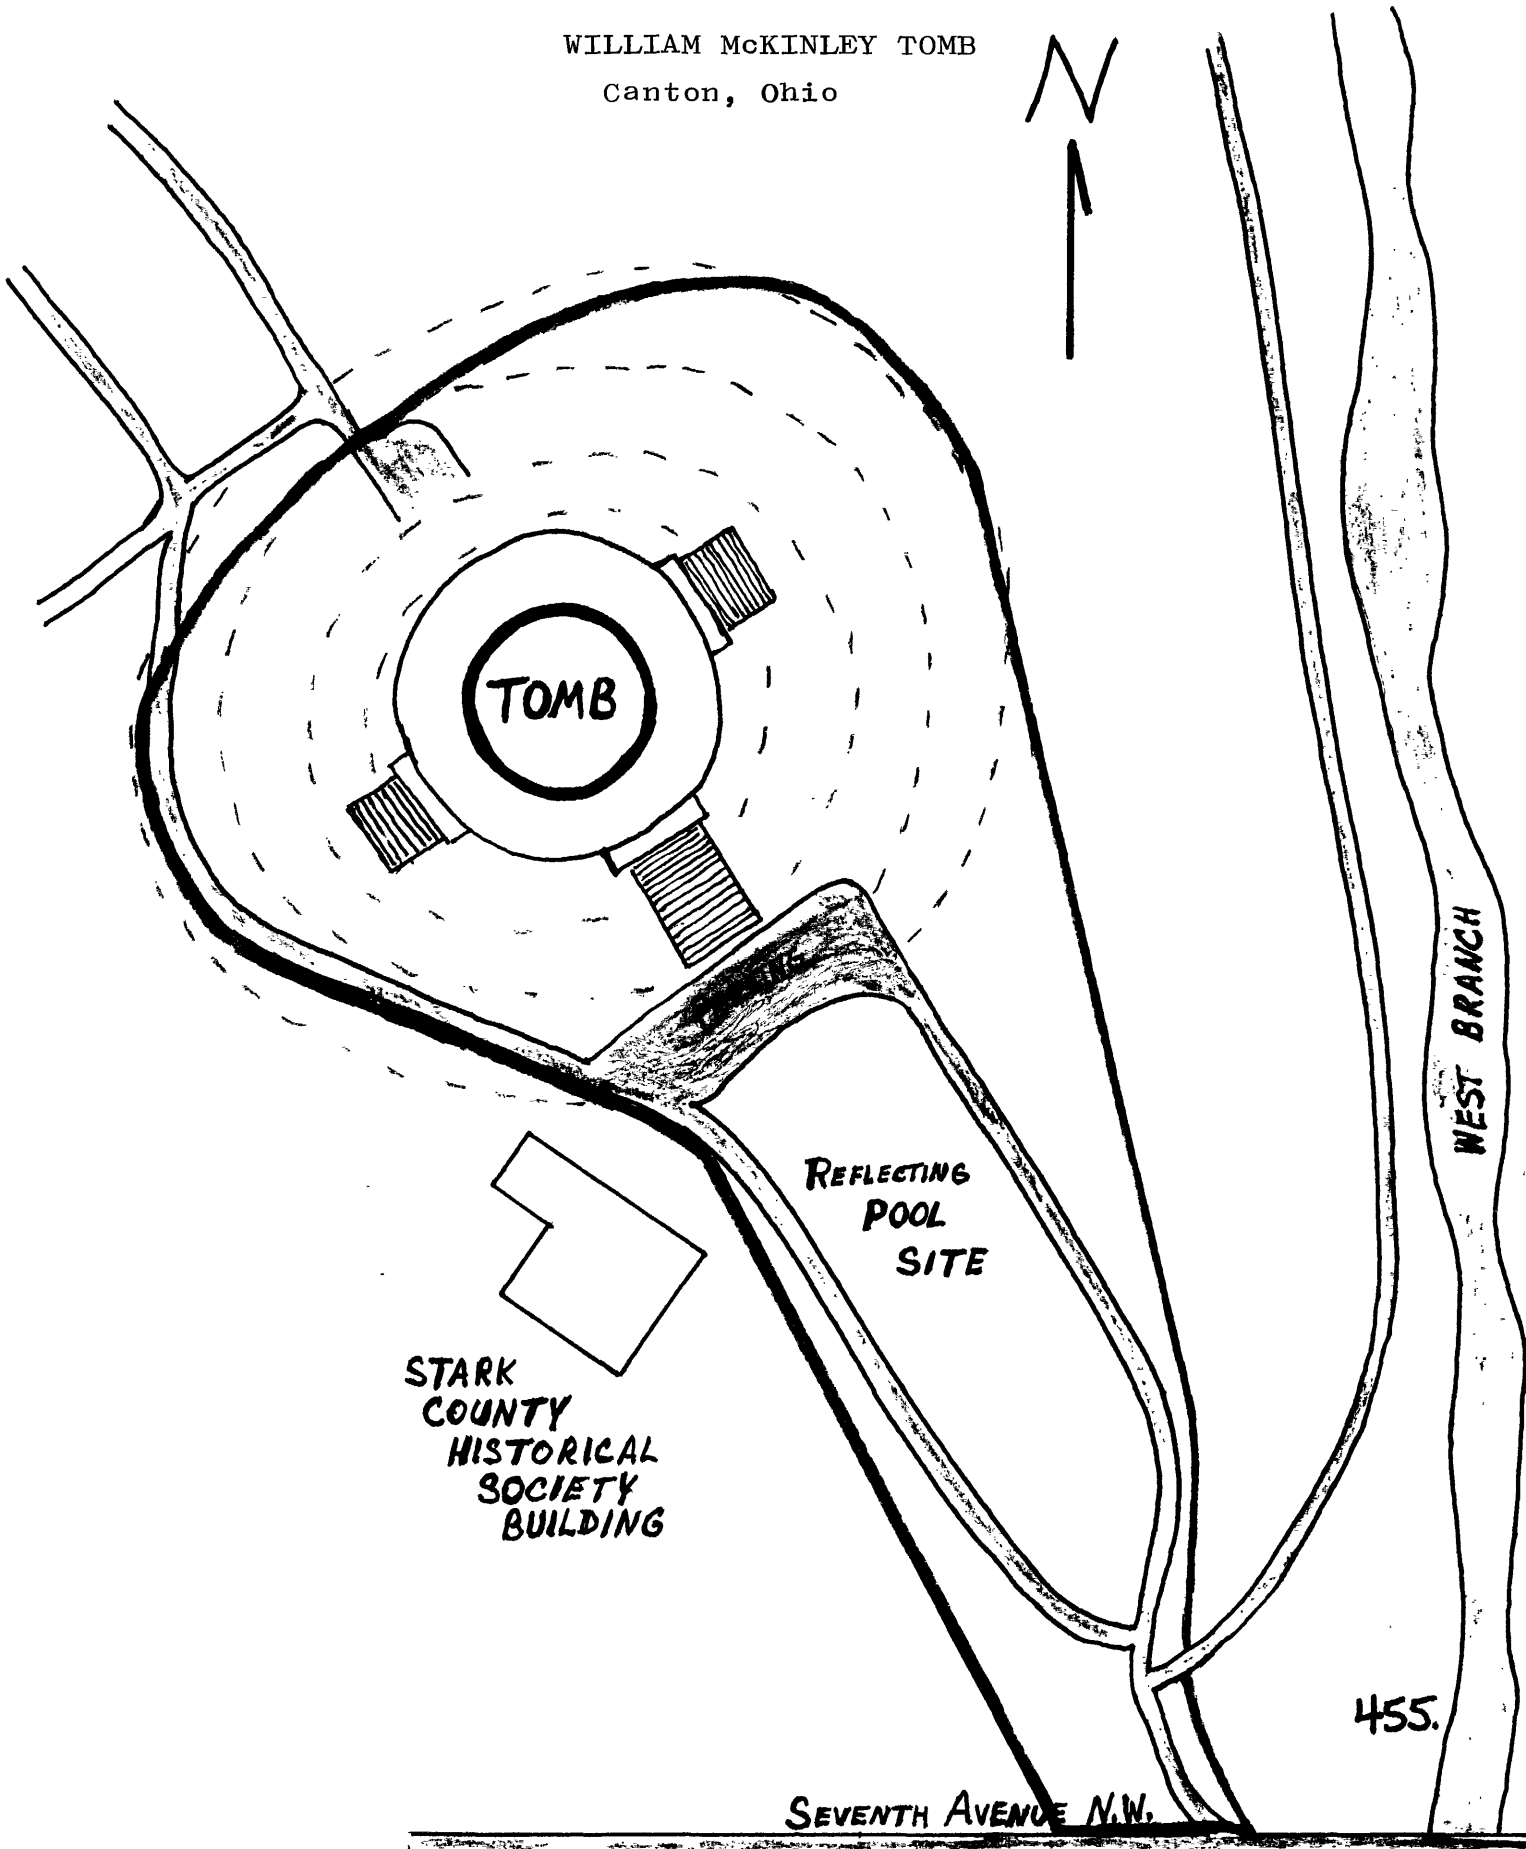 WILLIAM McKINLEY TOMB
Canton, Ohio
N
TOMB
PARKING
WEST BRANCH
REFLECTING
POOL
SITE
STARK
COUNTY
HISTORICAL
SOCIETY
BUILDING
455.
SEVENTH AVENUE N.W.